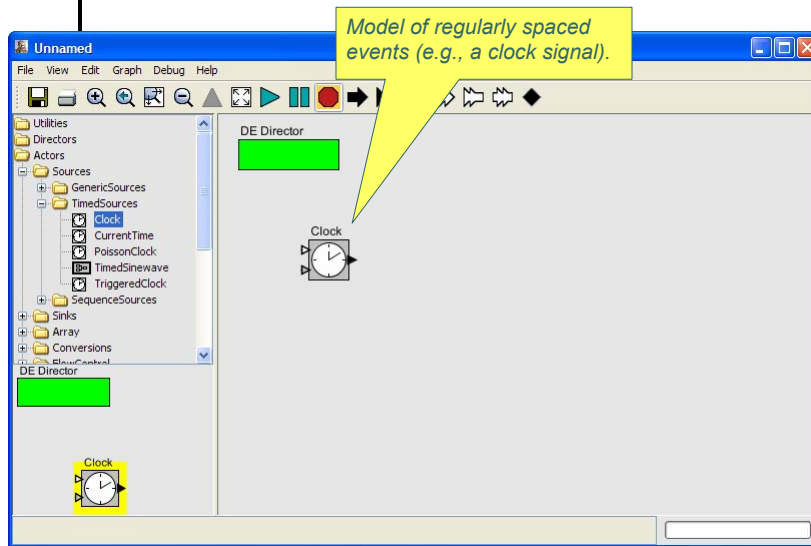 Model of regularly spaced
events (e.g., a clock signal).
Unnamed
File View Edit Graph Debug Help
Utilities
Directors
Actors
Sources
GenericSources
TimedSources
Clock
CurrentTime
PoissonClock
TimedSinewave
TriggeredClock
SequenceSources
Sinks
Array
Conversions
FlowControl
DE Director
Clock
DE Director
Clock